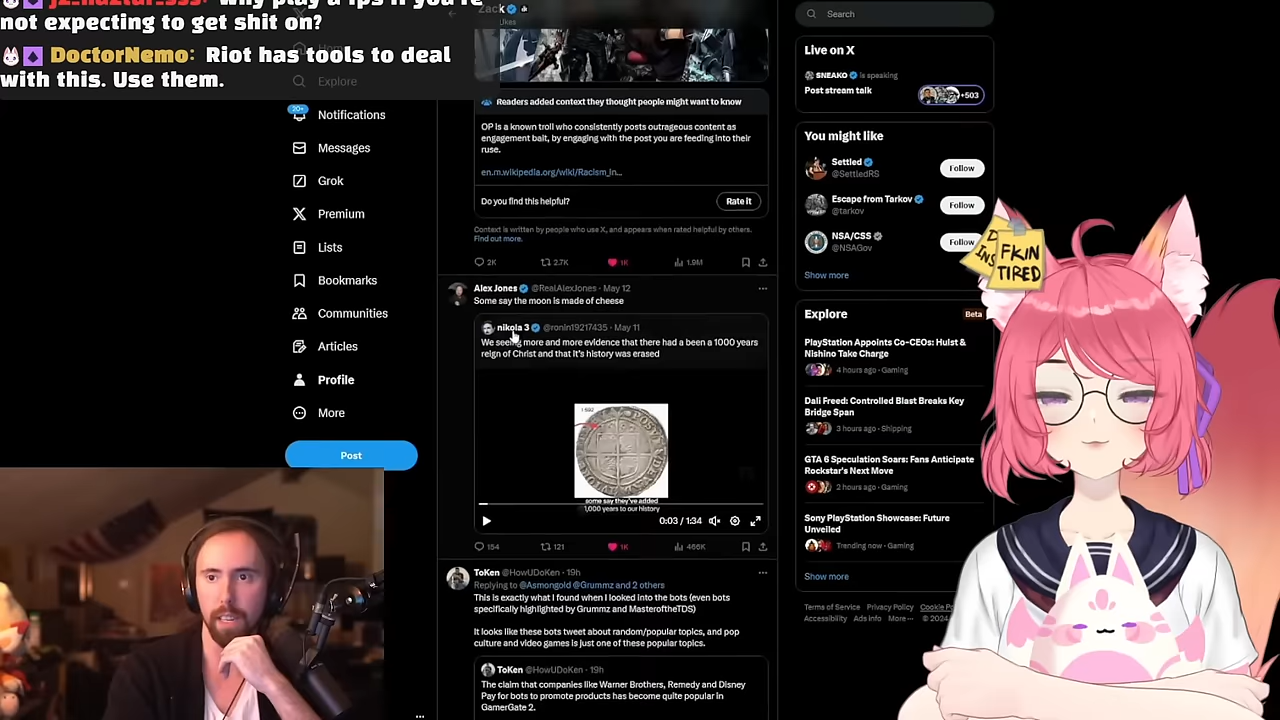 Why play a fps if you're
not expecting to get shit on?
DoctorNemo: Riot has tools to deal
with this. Use them.
Explore
20+
Notifications
Messages
Grok
Premium
Lists
Bookmarks
Communities
Articles
Profile
More
Post
Zack
Readers added context they thought people might want to know
OP is a known troll who consistently posts outrageous content as
engagement bait, by engaging with the post you are feeding into their
ruse.
en.m.wikipedia.org/wiki/Racism_in...
Do you find this helpful?
Rate it
Context is written by people who use X, and appears when rated helpful by others.
Find out more.
2K
2.7K
1K
1.9M
Alex Jones @RealAlexJones · May 12
Some say the moon is made of cheese
nikola 3 @ronin19217435 · May 11
We seeing more and more evidence that there had a been a 1000 years
reign of Christ and that it's history was erased
some say they've added
1,000 years to our history
0:03 / 1:34
154
121
1K
466K
ToKen @HowUDoKen · 19h
Replying to @Asmongold @Grummz and 2 others
This is exactly what I found when I looked into the bots (even bots
specifically highlighted by Grummz and MasteroftheTDS)
It looks like these bots tweet about random/popular topics, and pop
culture and video games is just one of these popular topics.
ToKen @HowUDoKen · 19h
The claim that companies like Warner Brothers, Remedy and Disney
Pay for bots to promote products has become quite popular in
GamerGate 2.
Search
Live on X
SNEAKO is speaking
Post stream talk
+503
You might like
Settled
@SettledRS
Follow
Escape from Tarkov
@tarkov
Follow
NSA/CSS
@NSAGov
Follow
Show more
Explore
Beta
PlayStation Appoints Co-CEOs: Hulst &
Nishino Take Charge
4 hours ago · Gaming
Dali Freed: Controlled Blast Breaks Key
Bridge Span
3 hours ago · Shipping
GTA 6 Speculation Soars: Fans Anticipate
Rockstar's Next Move
2 hours ago · Gaming
Sony PlayStation Showcase: Future
Unveiled
Trending now · Gaming
Show more
Terms of Service Privacy Policy Cookie Po
Accessibility Ads info More ··· © 2024
FKIN
TIRED